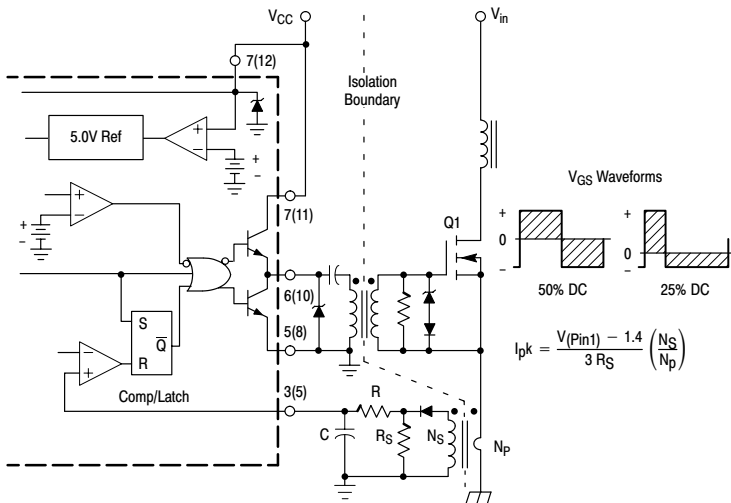 VCC
Vin
7(12)
Isolation
Boundary
5.0V Ref
+
−
+
−
VGS Waveforms
+
−
+
−
7(11)
Q1
+
0
−
+
0
−
6(10)
50% DC
25% DC
5(8)
S
Q̅
R
Ipk = V(Pin1) − 1.4 / 3 RS (NS/Np)
−
+
Comp/Latch
3(5)
R
C
RS
NS
NP